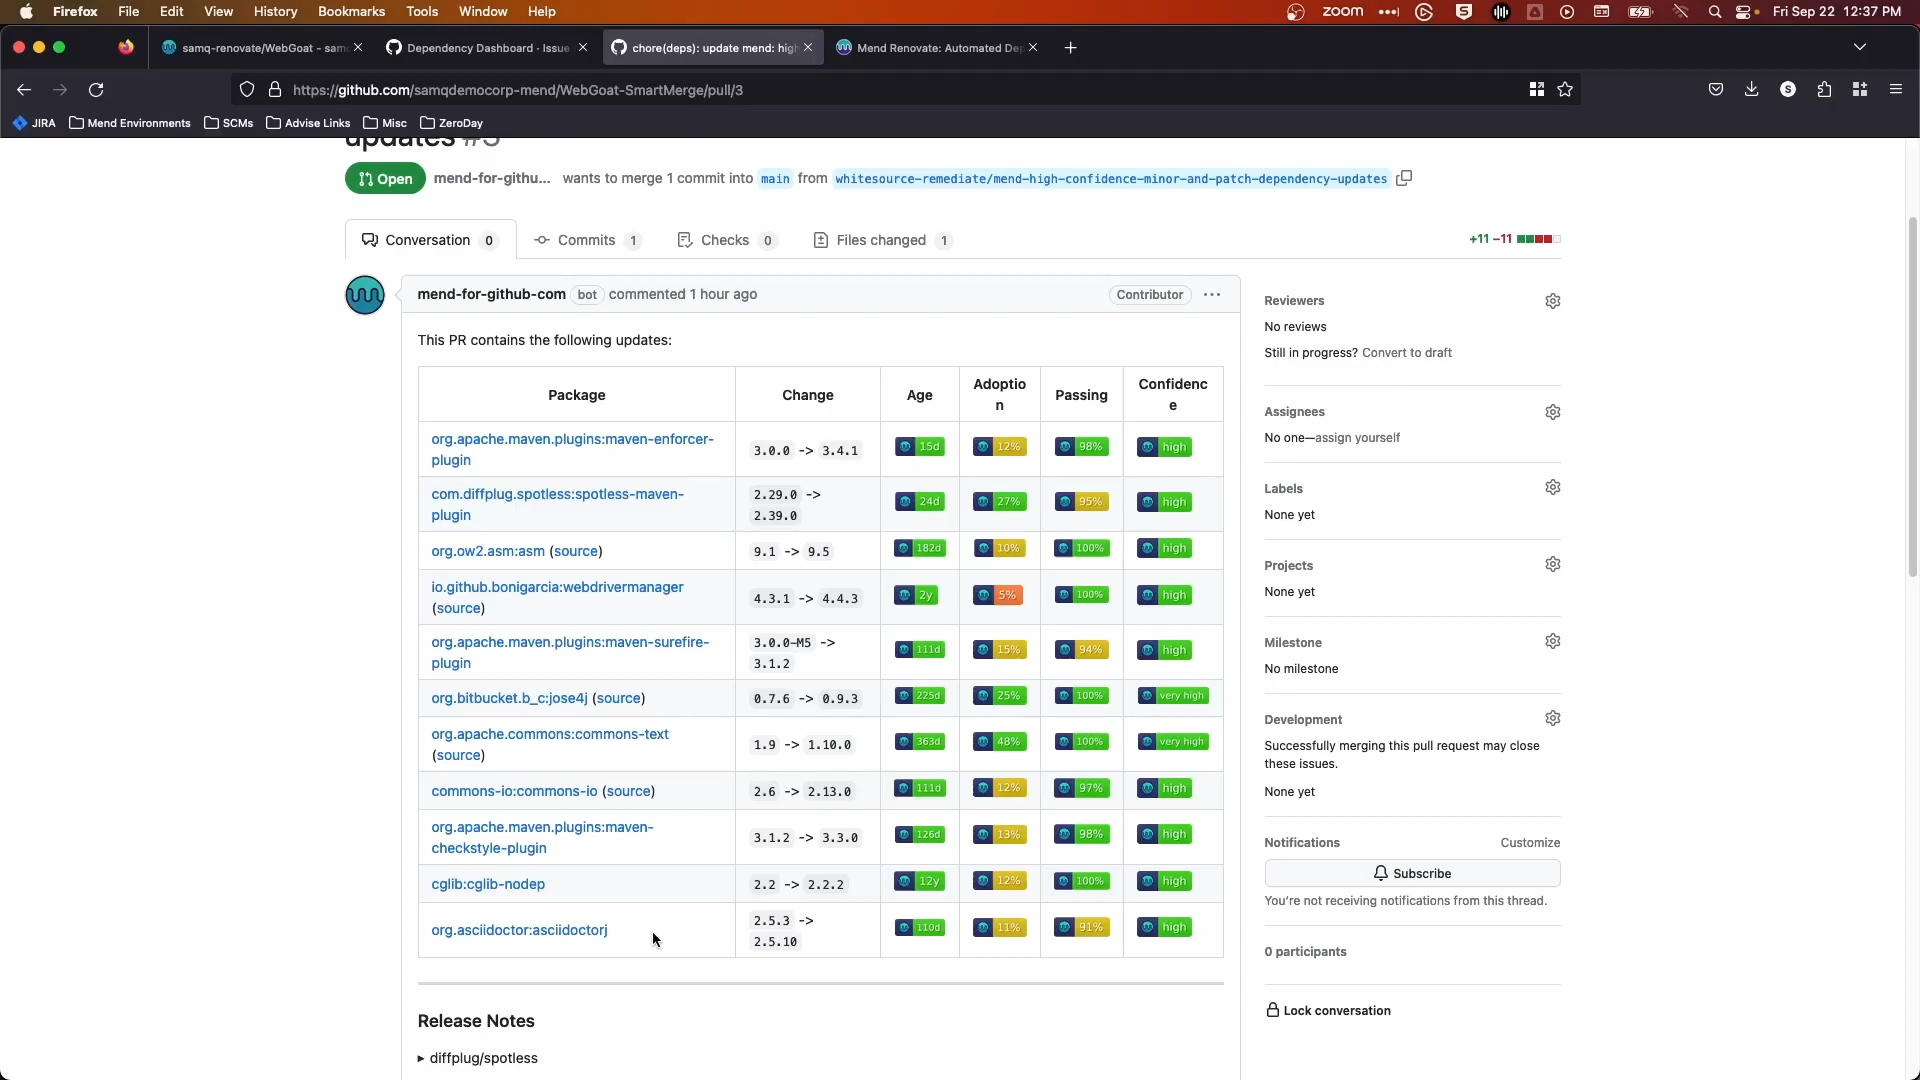 Firefox File Edit View History Bookmarks Tools Window Help zoom Fri Sep 22 12:37 PM
samq-renovate/WebGoat - samq
Dependency Dashboard · Issue
chore(deps): update mend: high
Mend Renovate: Automated De
https://github.com/samqdemocorp-mend/WebGoat-SmartMerge/pull/3
S
JIRA Mend Environments SCMs Advise Links Misc ZeroDay
updates #3
Open mend-for-githu... wants to merge 1 commit into main from whitesource-remediate/mend-high-confidence-minor-and-patch-dependency-updates
Conversation 0 Commits 1 Checks 0 Files changed 1 +11 −11
mend-for-github-com bot commented 1 hour ago Contributor
This PR contains the following updates:
Package Change Age Adoptio
n Passing Confidenc
e
org.apache.maven.plugins:maven-enforcer-
plugin 3.0.0 -> 3.4.1 15d 12% 98% high
com.diffplug.spotless:spotless-maven-
plugin 2.29.0 ->
2.39.0 24d 27% 95% high
org.ow2.asm:asm (source) 9.1 -> 9.5 182d 10% 100% high
io.github.bonigarcia:webdrivermanager
(source) 4.3.1 -> 4.4.3 2y 5% 100% high
org.apache.maven.plugins:maven-surefire-
plugin 3.0.0-M5 ->
3.1.2 111d 15% 94% high
org.bitbucket.b_c:jose4j (source) 0.7.6 -> 0.9.3 225d 25% 100% very high
org.apache.commons:commons-text
(source) 1.9 -> 1.10.0 363d 48% 100% very high
commons-io:commons-io (source) 2.6 -> 2.13.0 111d 12% 97% high
org.apache.maven.plugins:maven-
checkstyle-plugin 3.1.2 -> 3.3.0 126d 13% 98% high
cglib:cglib-nodep 2.2 -> 2.2.2 12y 12% 100% high
org.asciidoctor:asciidoctorj 2.5.3 ->
2.5.10 110d 11% 91% high
Release Notes
diffplug/spotless
Reviewers
No reviews
Still in progress? Convert to draft
Assignees
No one—assign yourself
Labels
None yet
Projects
None yet
Milestone
No milestone
Development
Successfully merging this pull request may close
these issues.
None yet
Notifications Customize
Subscribe
You're not receiving notifications from this thread.
0 participants
Lock conversation